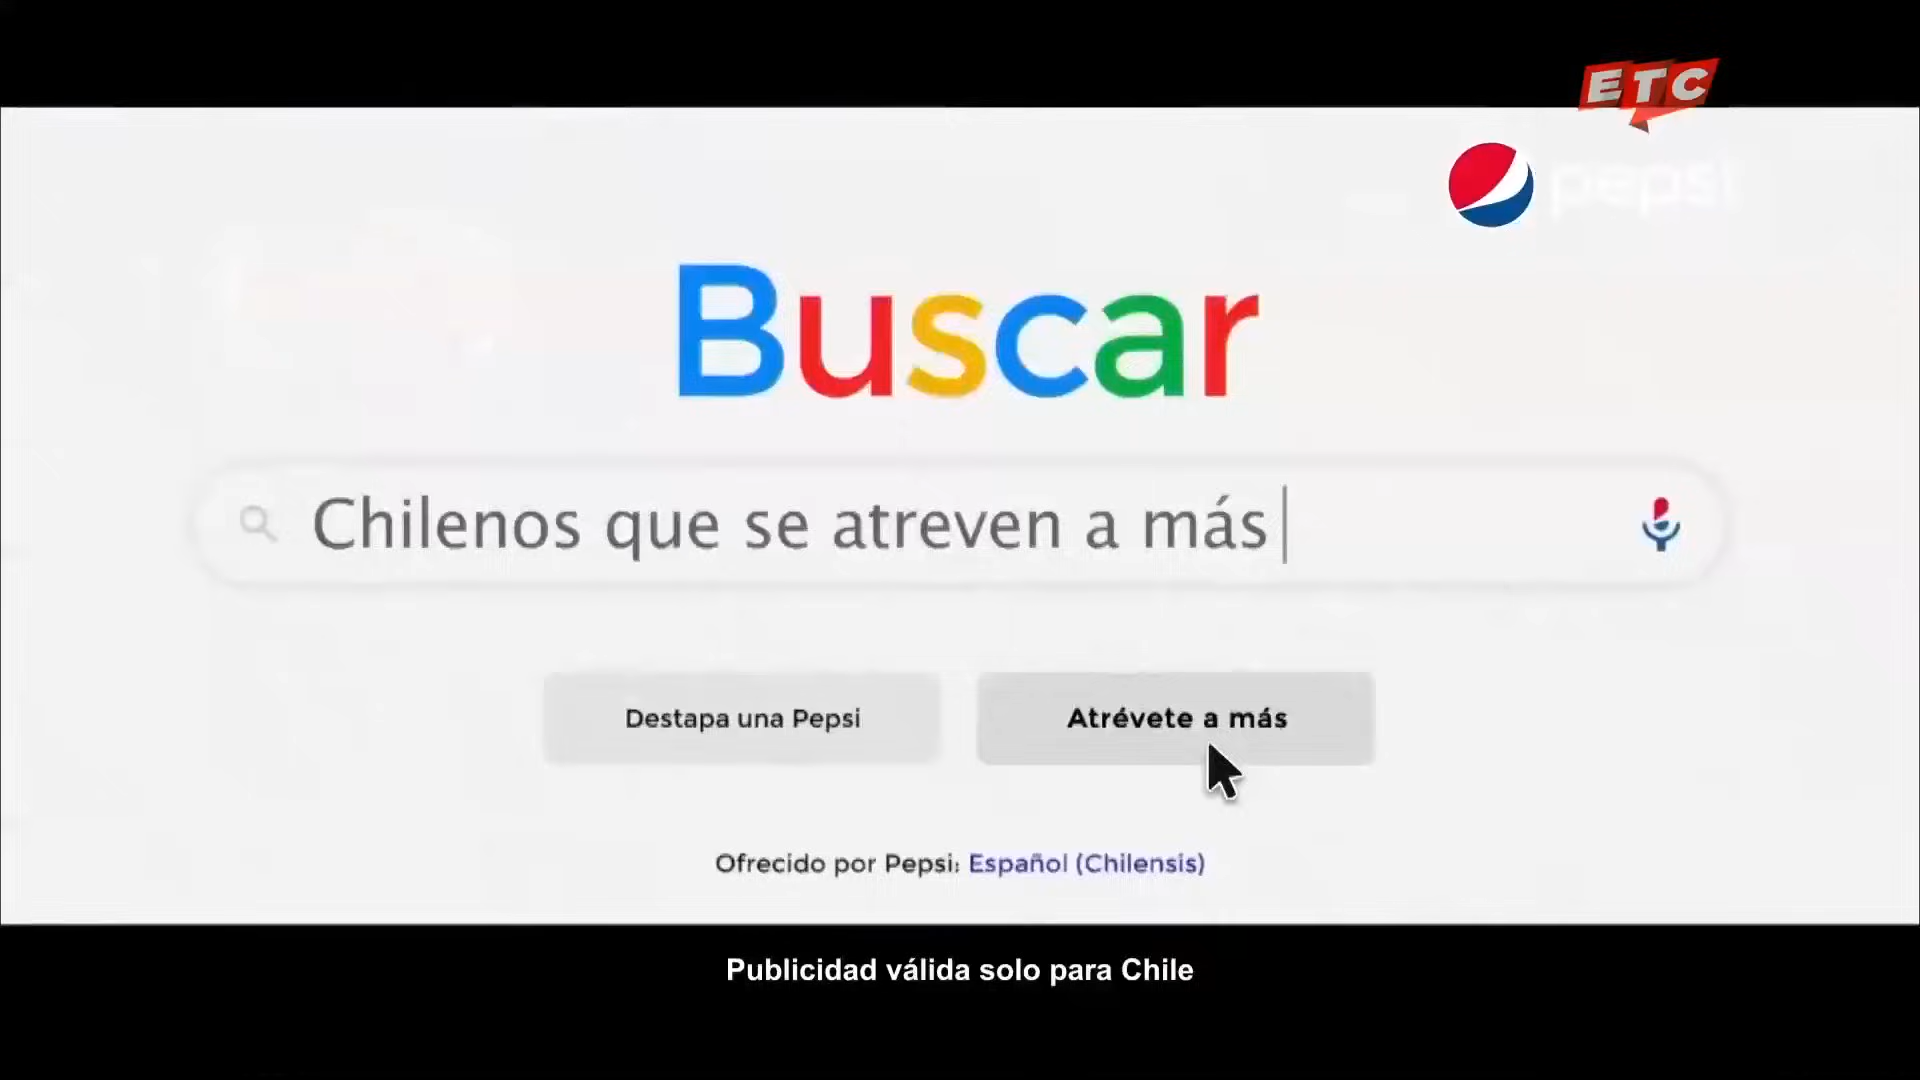 ETC
pepsi
Buscar
Chilenos que se atreven a más
Destapa una Pepsi
Atrévete a más
Ofrecido por Pepsi: Español (Chilensis)
Publicidad válida solo para Chile